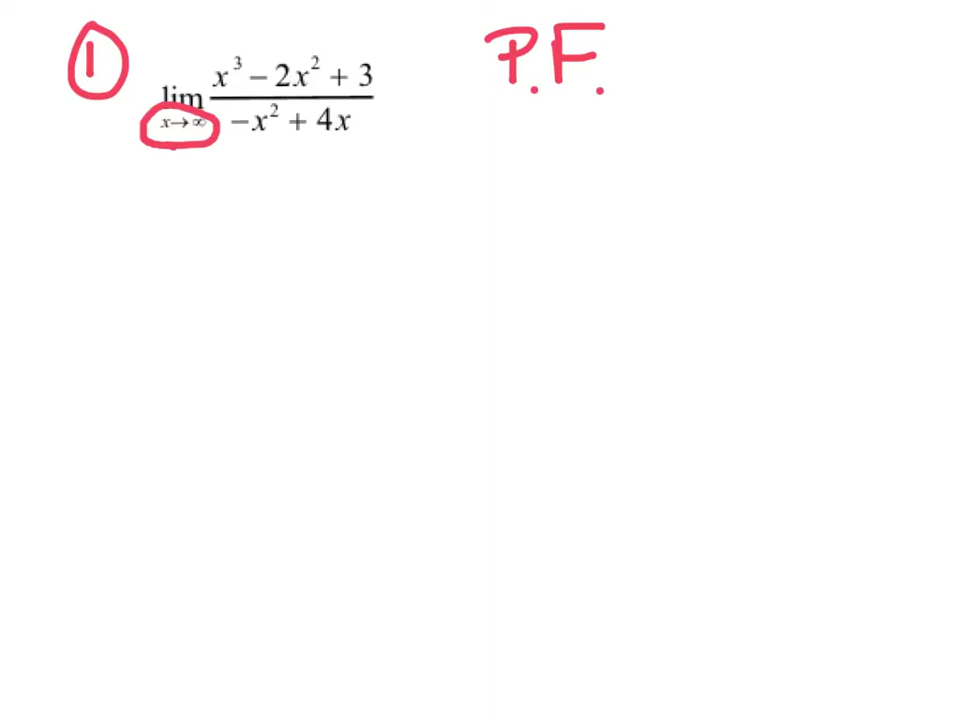 ① P.F.
lim x→∞ (x³ − 2x² + 3)/(−x² + 4x)